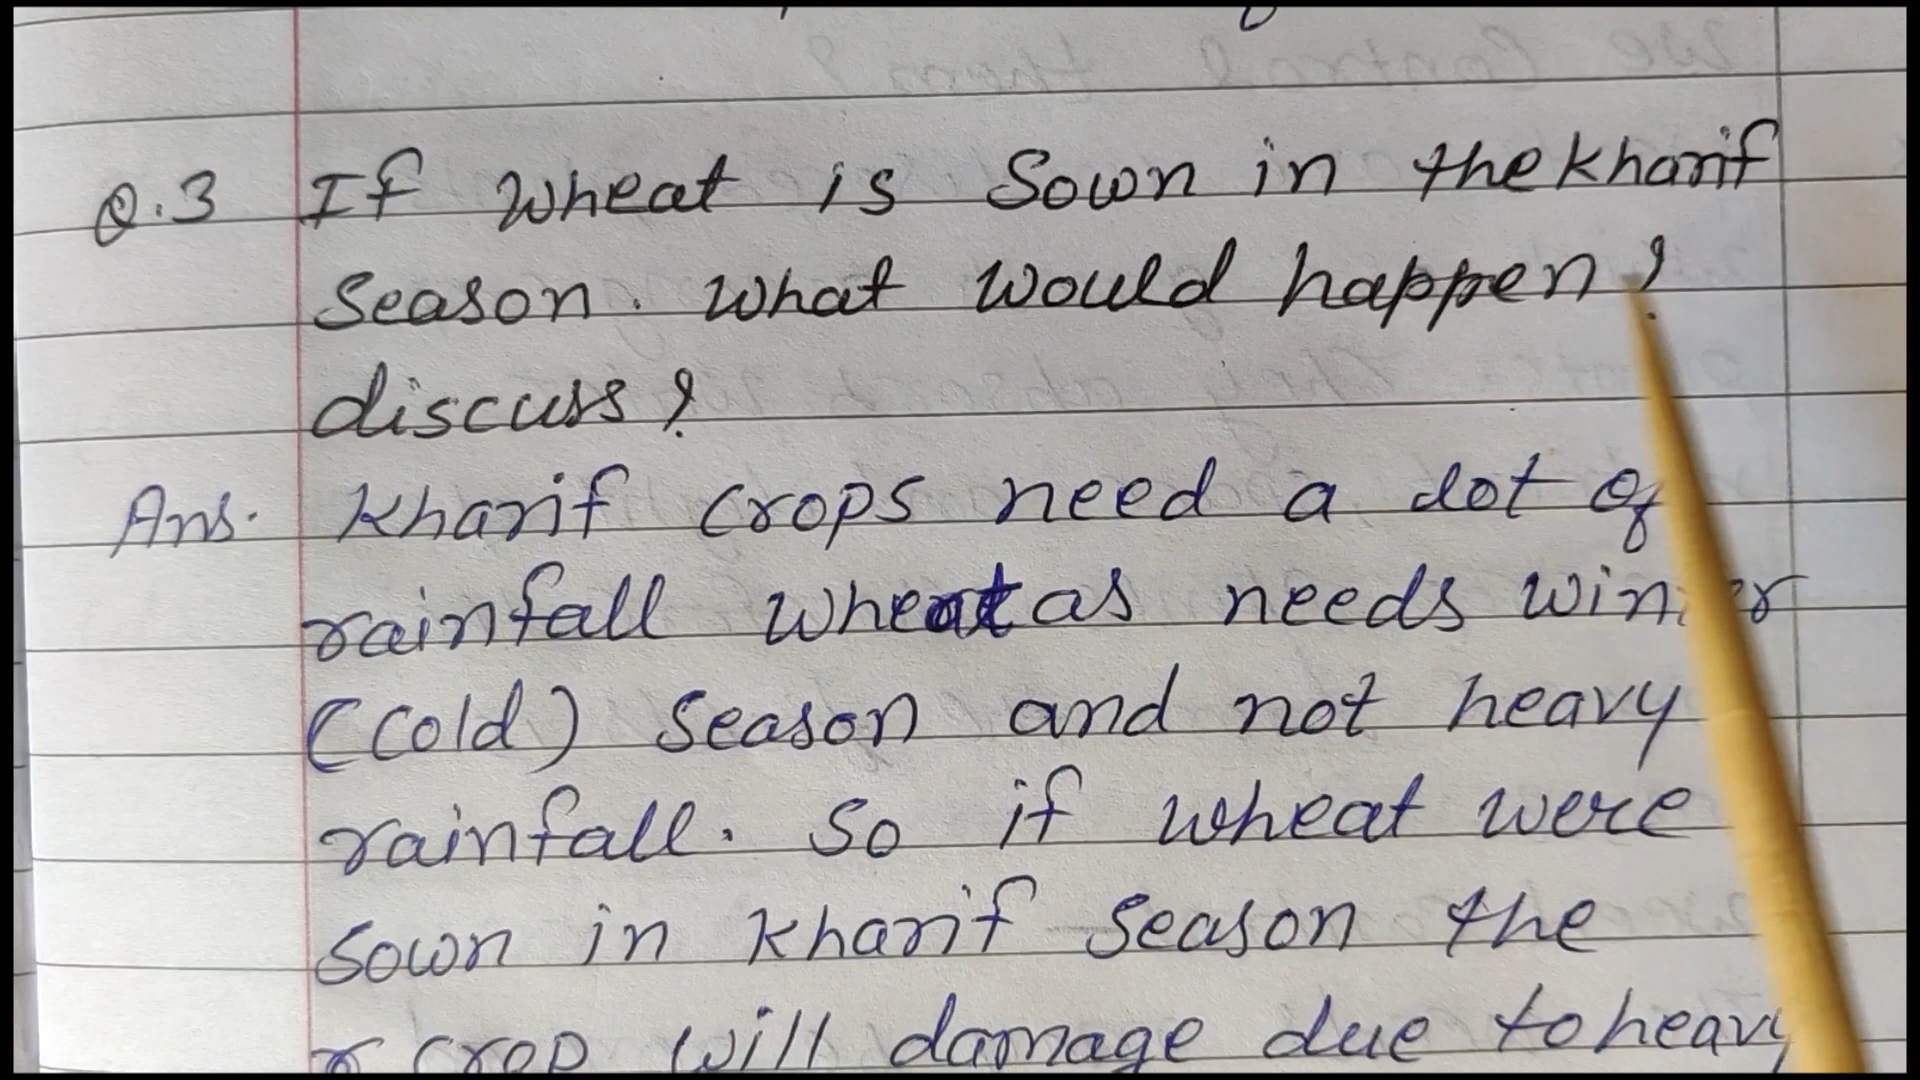 Q.3 If wheat is sown in the kharif
season. what would happen?
discuss?
Ans. Kharif crops need a lot of
rainfall wheatas needs winter
(cold) season and not heavy
rainfall. So if wheat were
sown in kharif season the
crop will damage due to heavy